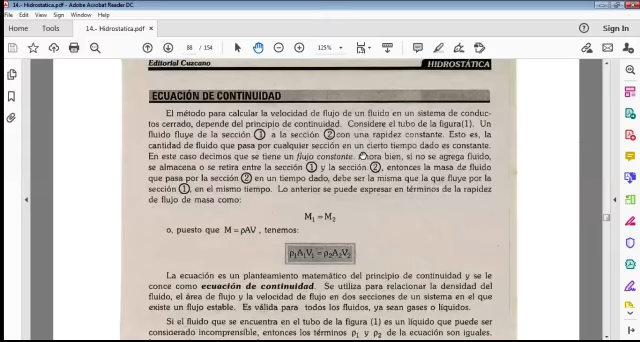 14.- Hidrostatica.pdf - Adobe Acrobat Reader DC
File Edit View Sign Window Help
Home Tools 14.- Hidrostatica.pdf × Sign In
88 / 154 125%
Editorial Cuzcano HIDROSTÁTICA
ECUACIÓN DE CONTINUIDAD
El método para calcular la velocidad de flujo de un fluido en un sistema de conduc-
tos cerrado, depende del principio de continuidad. Considere el tubo de la figura(1). Un
fluido fluye de la sección ① a la sección ② con una rapidez constante. Esto es, la
cantidad de fluido que pasa por cualquier sección en un cierto tiempo dado es constante.
En este caso decimos que se tiene un flujo constante. Ahora bien, si no se agrega fluido,
se almacena o se retira entre la sección ① y la sección ②, entonces la masa de fluido
que pasa por la sección ② en un tiempo dado, debe ser la misma que la que fluye por la
sección ①, en el mismo tiempo. Lo anterior se puede expresar en términos de la rapidez
de flujo de masa como:
M₁ = M₂
o, puesto que M = ρAV, tenemos:
ρ₁A₁V₁ = ρ₂A₂V₂
La ecuación es un planteamiento matemático del principio de continuidad y se le
conce como ecuación de continuidad. Se utiliza para relacionar la densidad del
fluido, el área de flujo y la velocidad de flujo en dos secciones de un sistema en el que
existe un flujo estable. Es válida para todos los fluidos, ya sean gases o líquidos.
Si el fluido que se encuentra en el tubo de la figura (1) es un líquido que puede ser
considerado incomprensible, entonces los términos ρ₁ y ρ₂ de la ecuación son iguales.